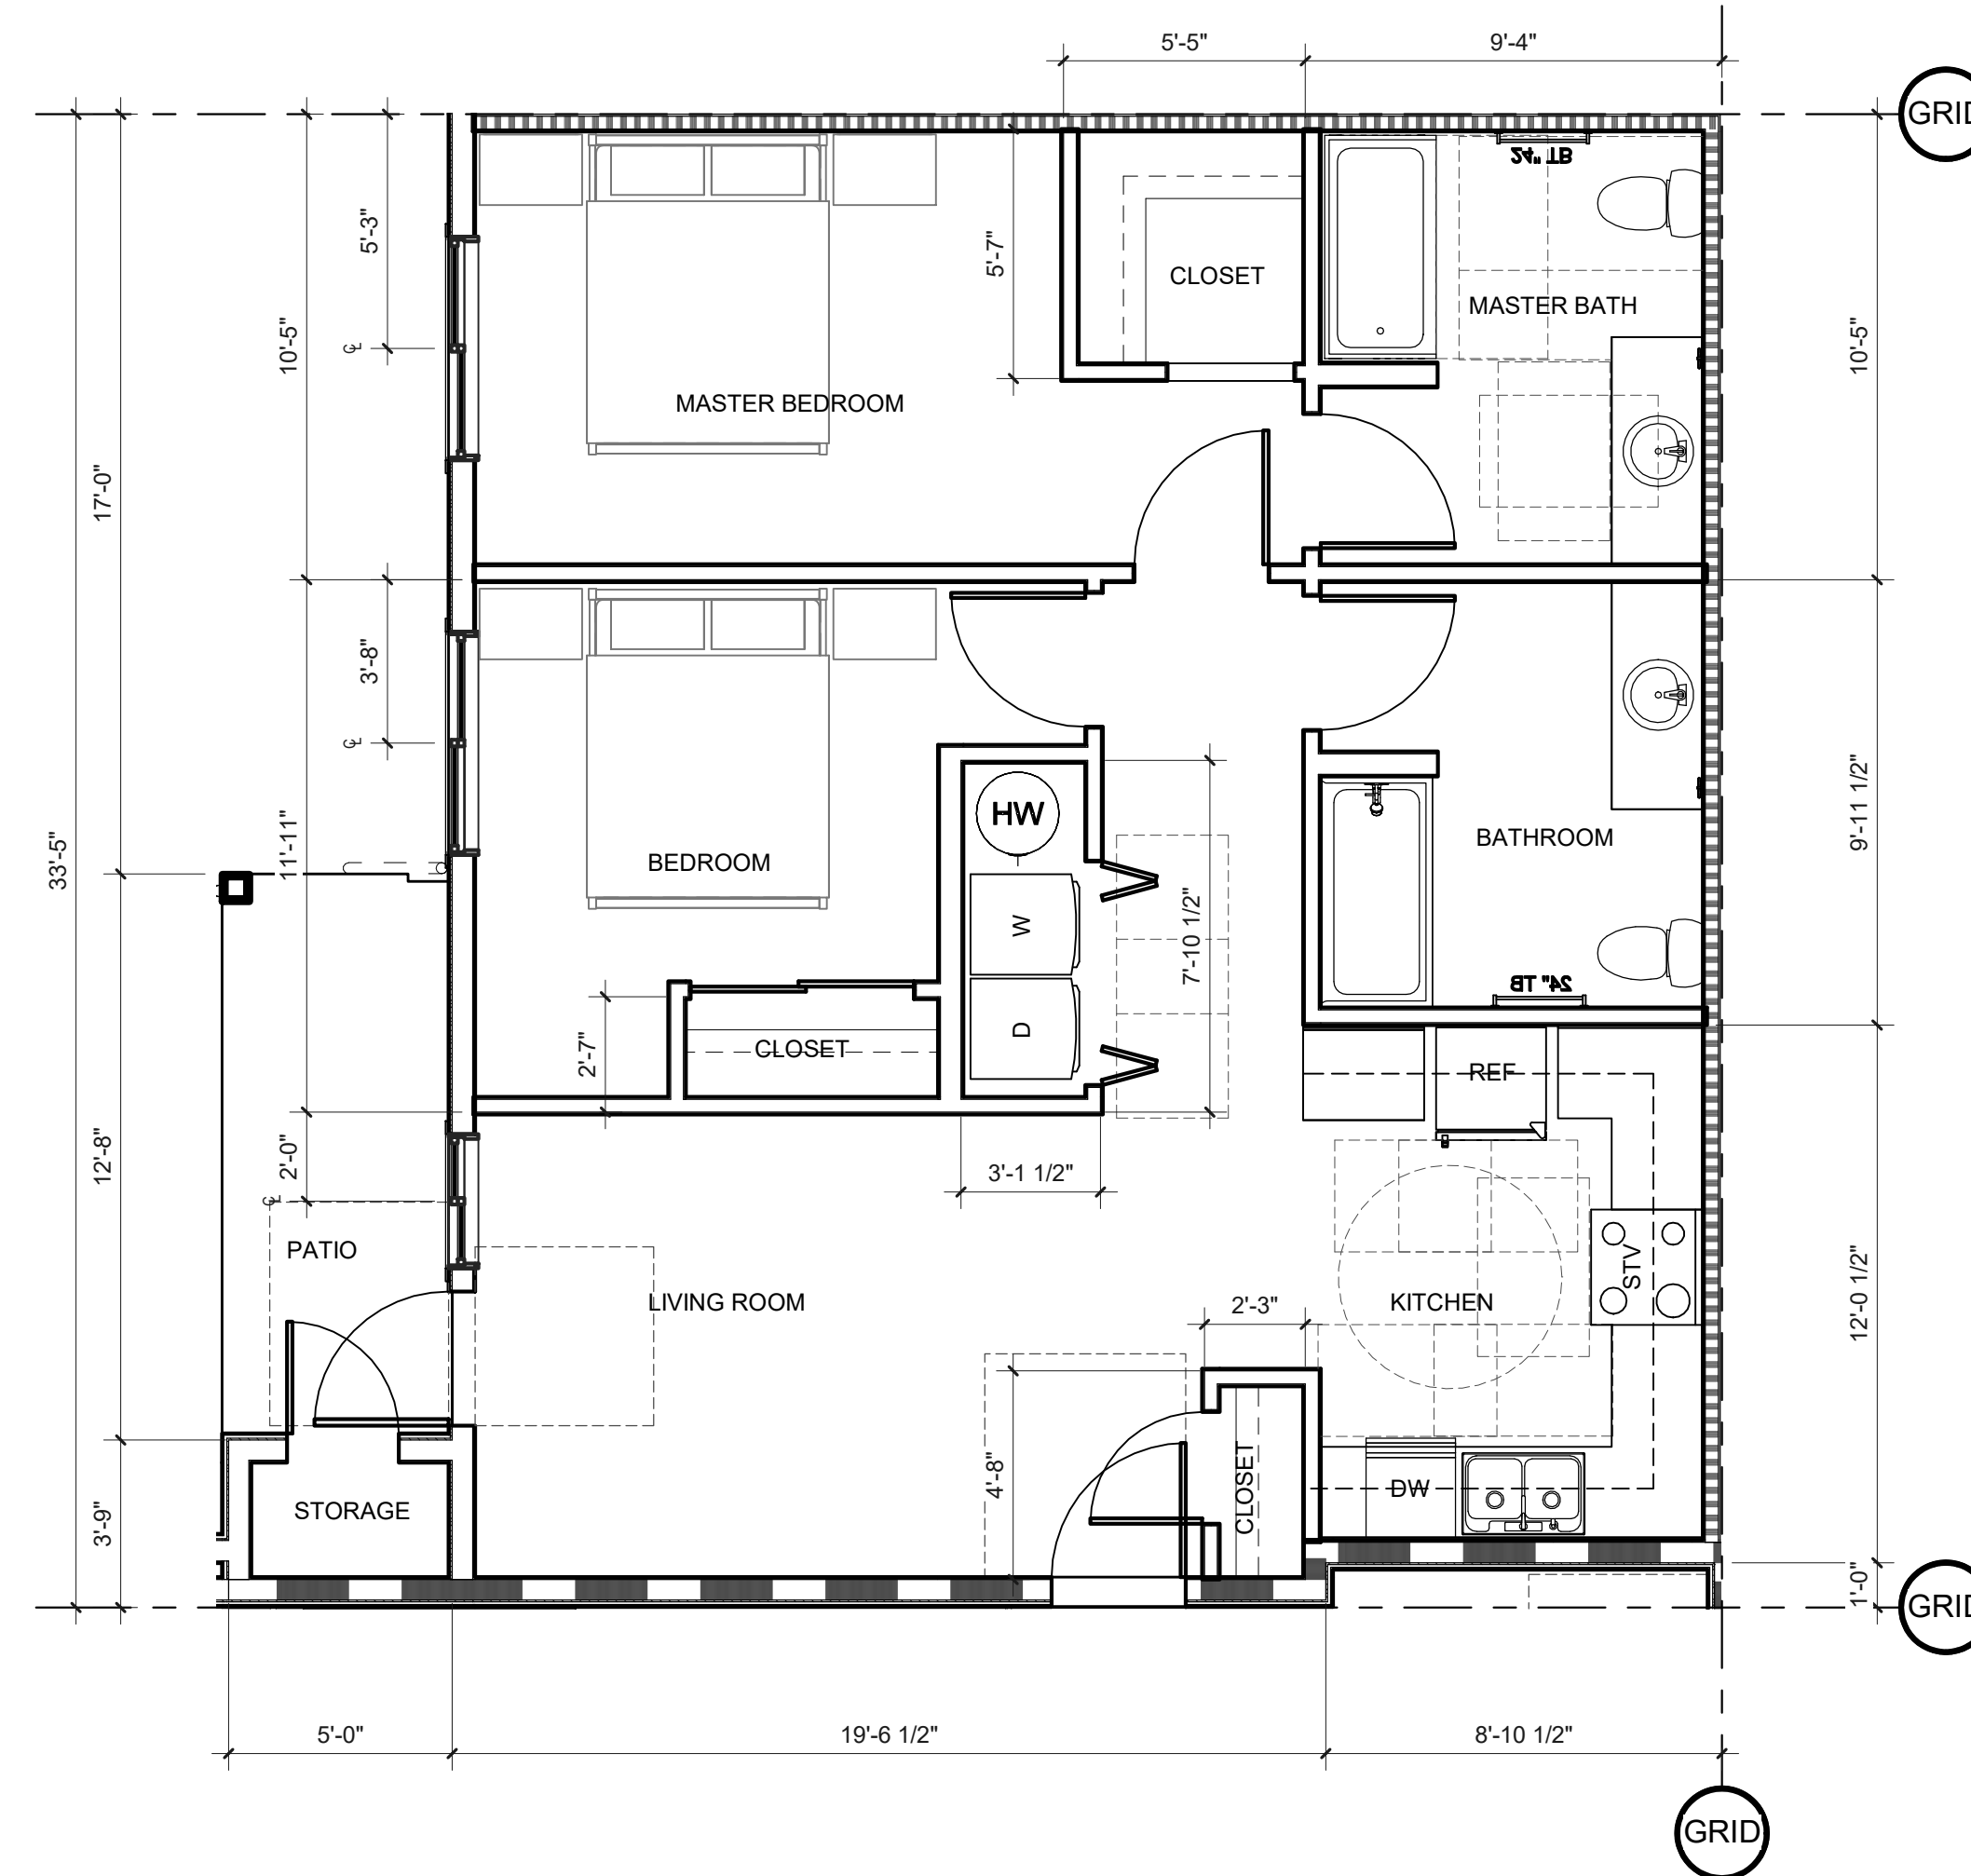 5'-5"
9'-4"
GRID
24" TB
5'-3"
5'-7"
CLOSET
MASTER BATH
10'-5"
10'-5"
℄
MASTER BEDROOM
17'-0"
3'-8"
℄
9'-11 1/2"
HW
33'-5"
11'-11"
BEDROOM
BATHROOM
W
7'-10 1/2"
24" TB
D
2'-7"
CLOSET
REF
12'-8"
2'-0"
3'-1 1/2"
℄
PATIO
STV
LIVING ROOM
2'-3"
KITCHEN
12'-0 1/2"
4'-8"
CLOSET
DW
STORAGE
3'-9"
1'-0"
GRID
5'-0"
19'-6 1/2"
8'-10 1/2"
GRID